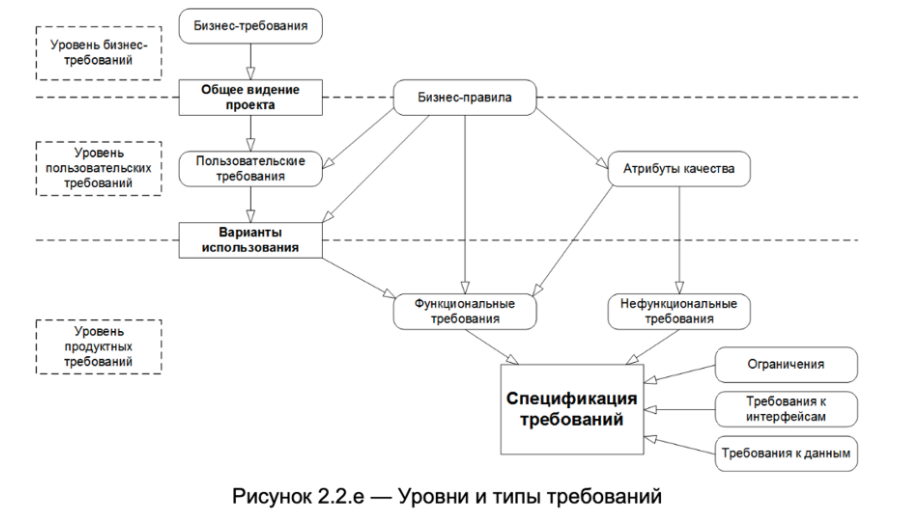 Бизнес-требования
Уровень бизнес-
требований
Общее видение
проекта
Бизнес-правила
Уровень
пользовательских
требований
Пользовательские
требования
Атрибуты качества
Варианты
использования
Функциональные
требования
Нефункциональные
требования
Уровень
продуктных
требований
Спецификация
требований
Ограничения
Требования к
интерфейсам
Требования к данным
Рисунок 2.2.e — Уровни и типы требований